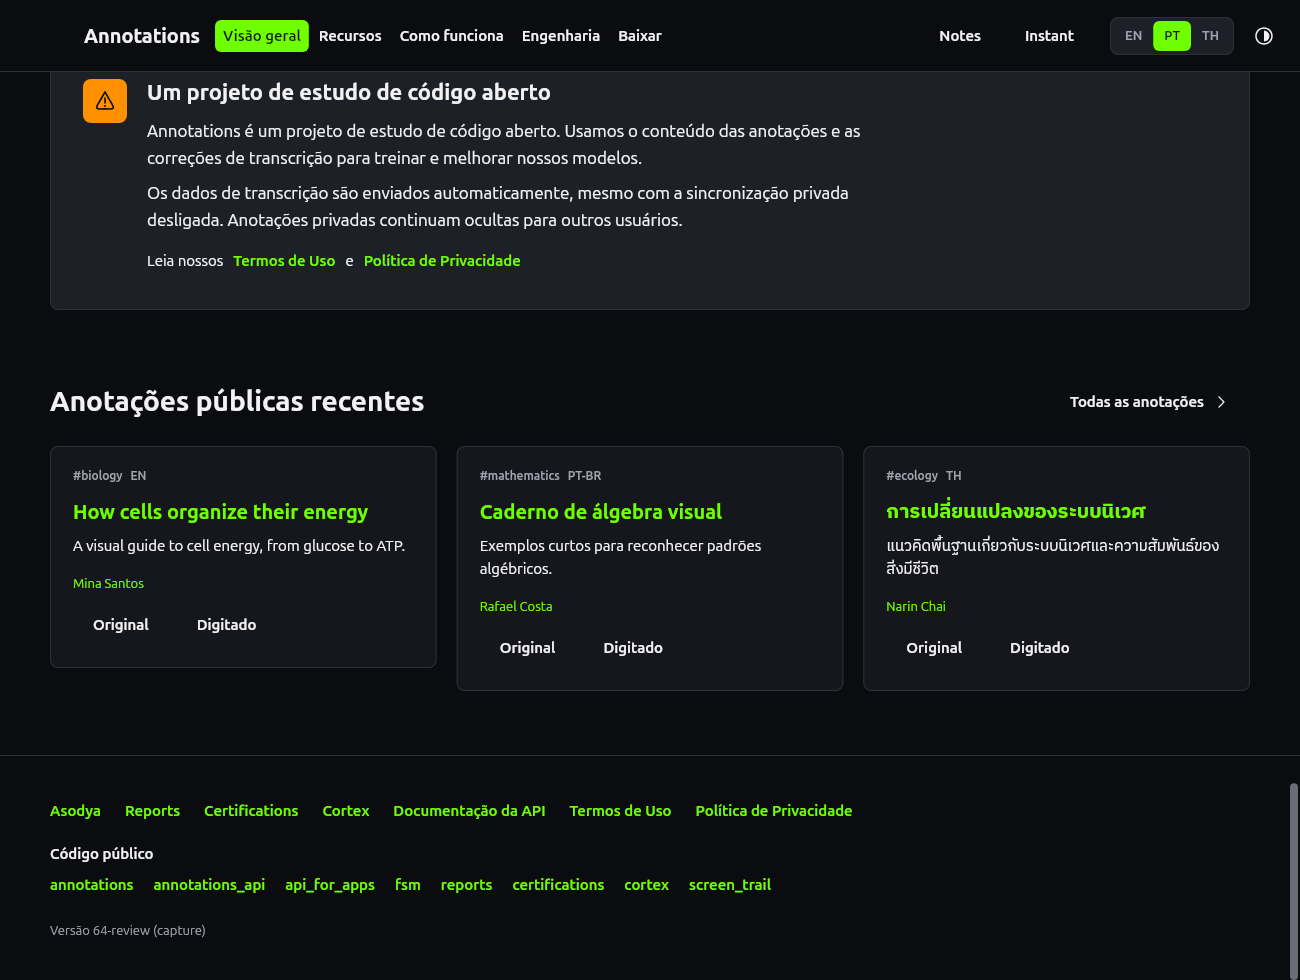 Annotations Visão geral Recursos Como funciona Engenharia Baixar Notes Instant EN PT TH
Um projeto de estudo de código aberto
Annotations é um projeto de estudo de código aberto. Usamos o conteúdo das anotações e as
correções de transcrição para treinar e melhorar nossos modelos.
Os dados de transcrição são enviados automaticamente, mesmo com a sincronização privada
desligada. Anotações privadas continuam ocultas para outros usuários.
Leia nossos Termos de Uso e Política de Privacidade
Anotações públicas recentes
Todas as anotações
#biology EN
How cells organize their energy
A visual guide to cell energy, from glucose to ATP.
Mina Santos
Original Digitado
#mathematics PT-BR
Caderno de álgebra visual
Exemplos curtos para reconhecer padrões
algébricos.
Rafael Costa
Original Digitado
#ecology TH
การเปลี่ยนแปลงของระบบนิเวศ
แนวคิดพื้นฐานเกี่ยวกับระบบนิเวศและความสัมพันธ์ของ
สิ่งมีชีวิต
Narin Chai
Original Digitado
Asodya Reports Certifications Cortex Documentação da API Termos de Uso Política de Privacidade
Código público
annotations annotations_api api_for_apps fsm reports certifications cortex screen_trail
Versão 64-review (capture)